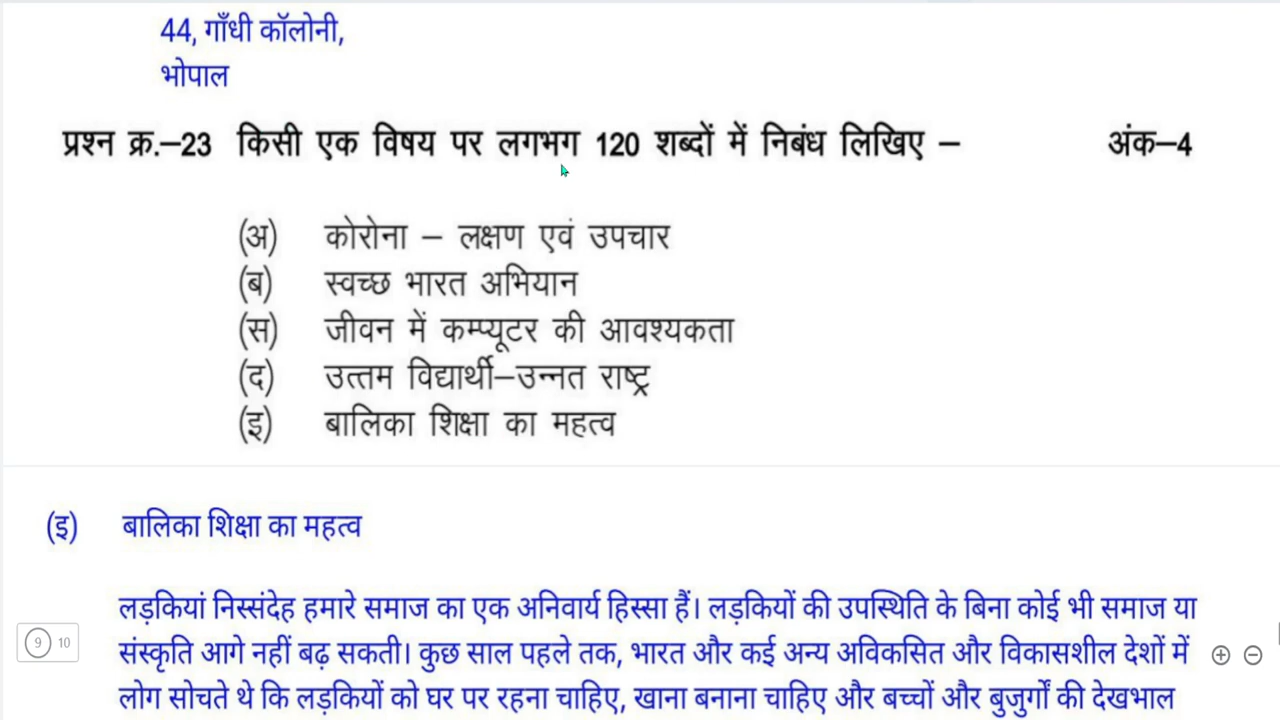 44, गाँधी कॉलोनी,
भोपाल
प्रश्न क्र.–23 किसी एक विषय पर लगभग 120 शब्दों में निबंध लिखिए – अंक–4
(अ) कोरोना – लक्षण एवं उपचार
(ब) स्वच्छ भारत अभियान
(स) जीवन में कम्प्यूटर की आवश्यकता
(द) उत्तम विद्यार्थी–उन्नत राष्ट्र
(इ) बालिका शिक्षा का महत्व
(इ) बालिका शिक्षा का महत्व
लड़कियां निस्संदेह हमारे समाज का एक अनिवार्य हिस्सा हैं। लड़कियों की उपस्थिति के बिना कोई भी समाज या
संस्कृति आगे नहीं बढ़ सकती। कुछ साल पहले तक, भारत और कई अन्य अविकसित और विकासशील देशों में
लोग सोचते थे कि लड़कियों को घर पर रहना चाहिए, खाना बनाना चाहिए और बच्चों और बुजुर्गों की देखभाल
9 10